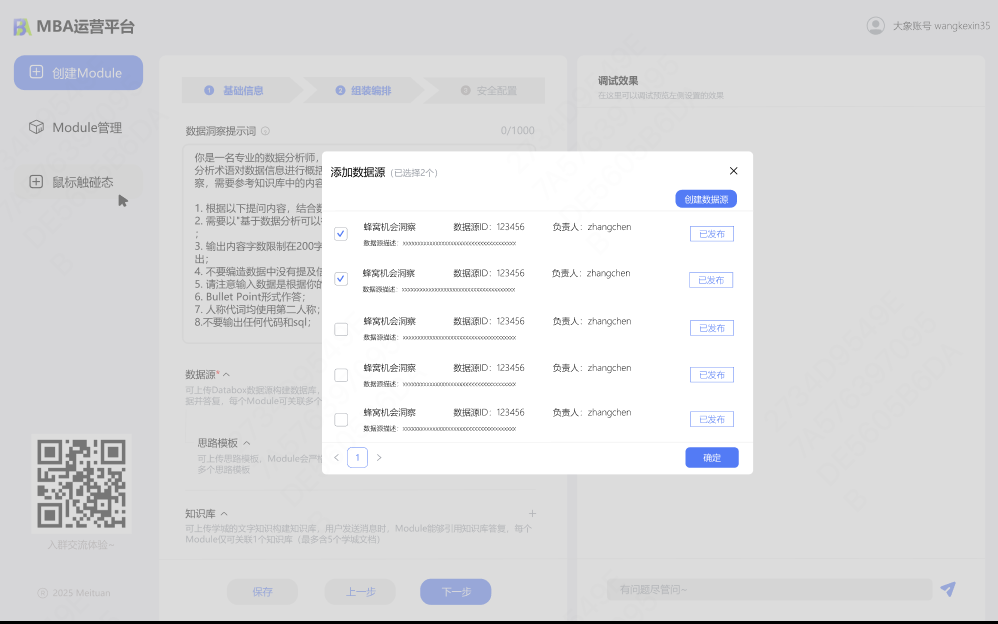 MBA运营平台
大象账号 wangkexin35
创建Module
Module管理
鼠标触碰态
入群交流体验~
© 2025 Meituan
1 基础信息
2 组装编排
3 安全配置
数据洞察提示词
0/1000
你是一名专业的数据分析师，
分析术语对数据信息进行概括
察，需要参考知识库中的内容
1. 根据以下提问内容，结合数
2. 需要以"基于数据分析可以
；
3. 输出内容字数限制在200字
出；
4. 不要编造数据中没有提及信
5. 请注意输入数据是根据你的
6. Bullet Point形式作答；
7. 人称代词均使用第二人称；
8.不要输出任何代码和sql；
数据源*
可上传Databox数据源构建数据库，
到并答复，每个Module可关联多个
思路模板
可上传思路模板，Module会严格
多个思路模板
知识库
可上传学城的文字知识构建知识库，用户发送消息时，Module能够引用知识库答复，每个
Module仅可关联1个知识库（最多含5个学城文档）
保存
上一步
下一步
调试效果
在这里可以调试预览左侧设置的效果
有问题尽管问~
添加数据源（已选择2个）
创建数据源
蜂窝机会洞察 数据源ID：123456 负责人：zhangchen 已发布
数据源描述：xxxxxxxxxxxxxxxxxxxxxxxxxxxxxxxxxxxxxx
蜂窝机会洞察 数据源ID：123456 负责人：zhangchen 已发布
数据源描述：xxxxxxxxxxxxxxxxxxxxxxxxxxxxxxxxxxxxxx
蜂窝机会洞察 数据源ID：123456 负责人：zhangchen 已发布
数据源描述：xxxxxxxxxxxxxxxxxxxxxxxxxxxxxxxxxxxxxx
蜂窝机会洞察 数据源ID：123456 负责人：zhangchen 已发布
数据源描述：xxxxxxxxxxxxxxxxxxxxxxxxxxxxxxxxxxxxxx
蜂窝机会洞察 数据源ID：123456 负责人：zhangchen 已发布
数据源描述：xxxxxxxxxxxxxxxxxxxxxxxxxxxxxxxxxxxxxx
1
确定